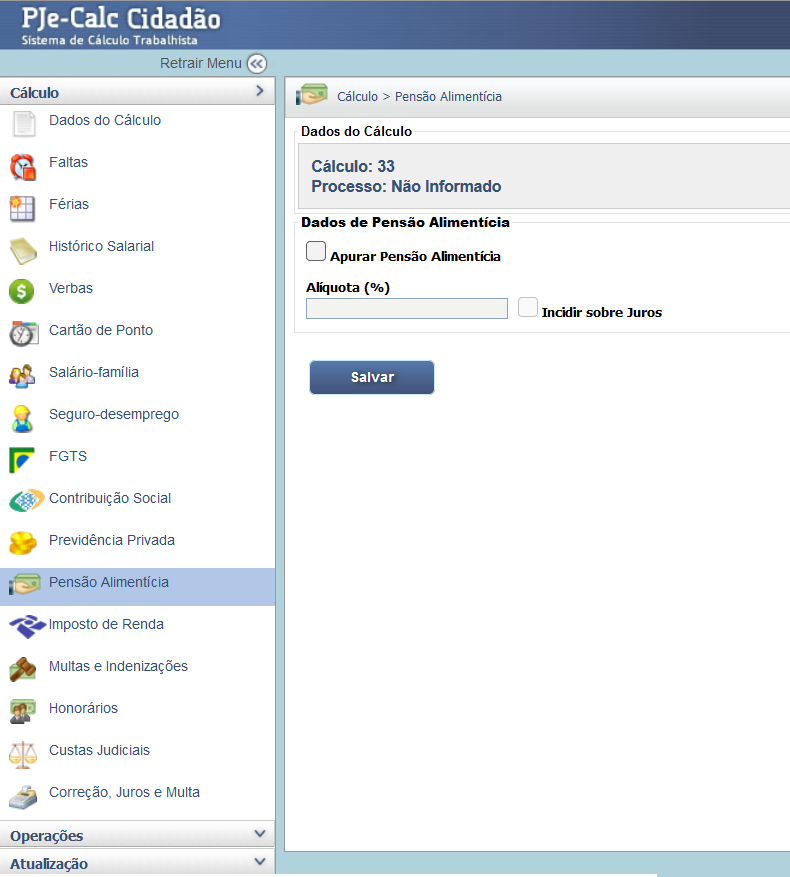 PJe-Calc Cidadão
Sistema de Cálculo Trabalhista
Retrair Menu
Cálculo
Dados do Cálculo
Faltas
Férias
Histórico Salarial
Verbas
Cartão de Ponto
Salário-família
Seguro-desemprego
FGTS
Contribuição Social
Previdência Privada
Pensão Alimentícia
Imposto de Renda
Multas e Indenizações
Honorários
Custas Judiciais
Correção, Juros e Multa
Operações
Atualização
Cálculo > Pensão Alimentícia
Dados do Cálculo
Cálculo: 33
Processo: Não Informado
Dados de Pensão Alimentícia
Apurar Pensão Alimentícia
Alíquota (%)
Incidir sobre Juros
Salvar